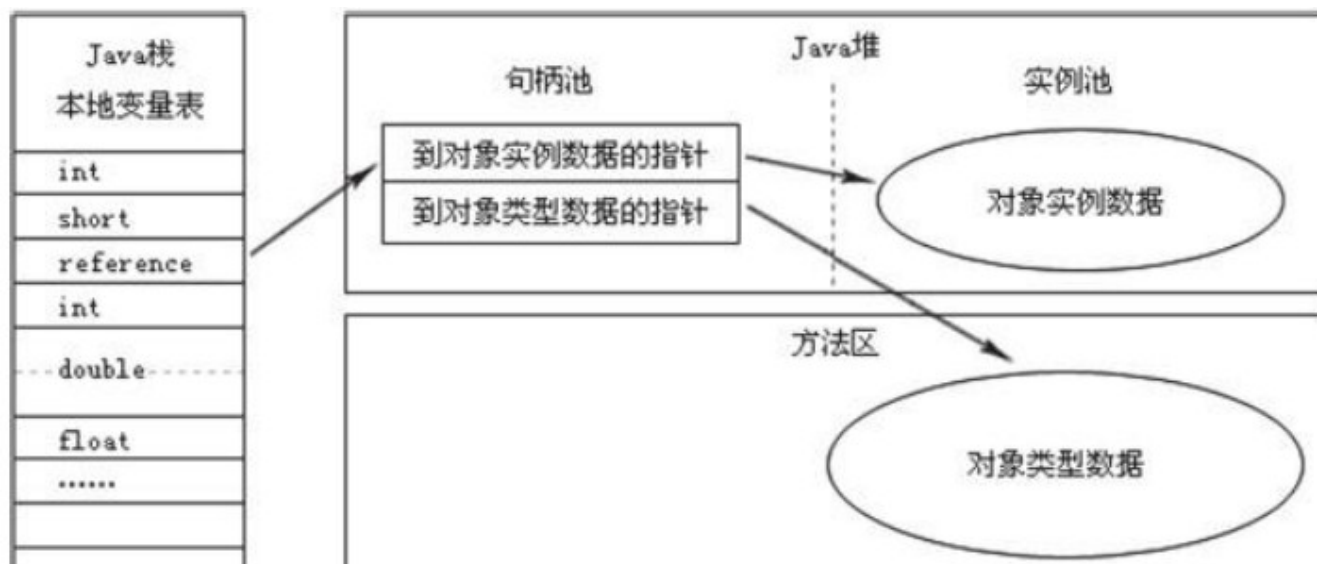 Java栈
本地变量表
int
short
reference
int
double
float
......
Java堆
句柄池
实例池
到对象实例数据的指针
到对象类型数据的指针
对象实例数据
方法区
对象类型数据